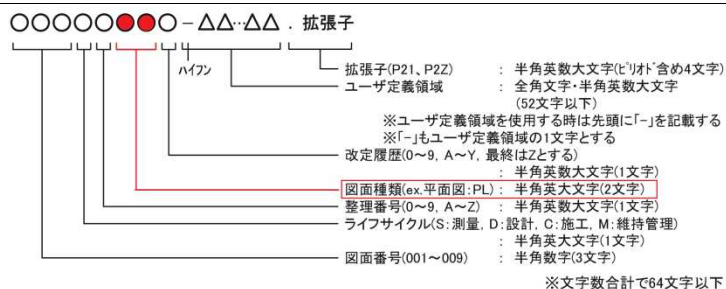 ○○○○○●●○-△△…△△．拡張子
ハイフン
拡張子(P21、P2Z) : 半角英数大文字(ピリオド含め4文字)
ユーザ定義領域 : 全角文字・半角英数大文字
(52文字以下)
※ユーザ定義領域を使用する時は先頭に「-」を記載する
※「-」もユーザ定義領域の1文字とする
改定履歴(0～9, A～Y, 最終はZとする)
: 半角英数大文字(1文字)
図面種類(ex.平面図:PL) : 半角英大文字(2文字)
整理番号(0～9, A～Z) : 半角英数大文字(1文字)
ライフサイクル(S:測量, D:設計, C:施工, M:維持管理)
: 半角英大文字(1文字)
図面番号(001～009) : 半角数字(3文字)
※文字数合計で64文字以下